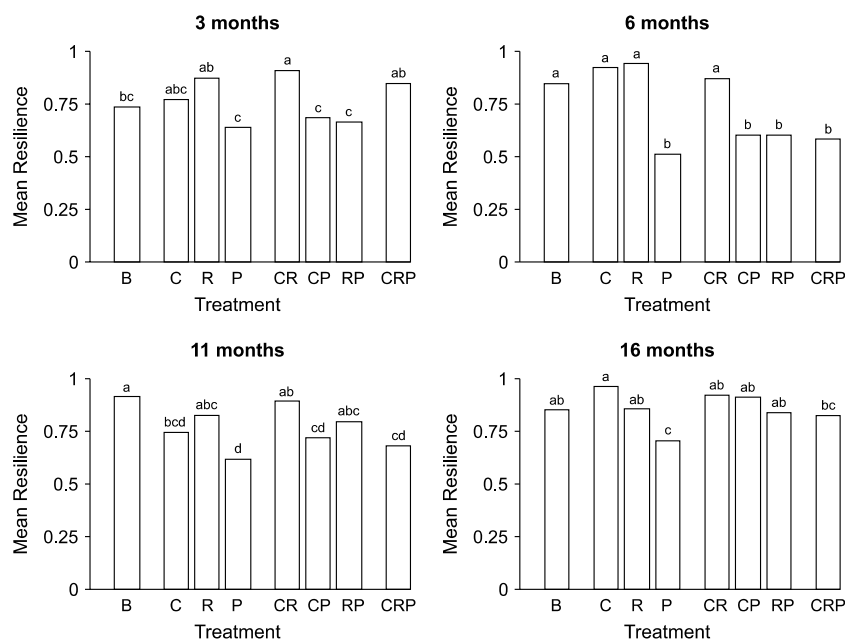 3 months
Mean Resilience
1
0.75
0.5
0.25
0
bc abc ab c a c c ab
B C R P CR CP RP CRP
Treatment
6 months
Mean Resilience
1
0.75
0.5
0.25
0
a a a b a b b b
B C R P CR CP RP CRP
Treatment
11 months
Mean Resilience
1
0.75
0.5
0.25
0
a bcd abc d ab cd abc cd
B C R P CR CP RP CRP
Treatment
16 months
Mean Resilience
1
0.75
0.5
0.25
0
ab a ab c ab ab ab bc
B C R P CR CP RP CRP
Treatment